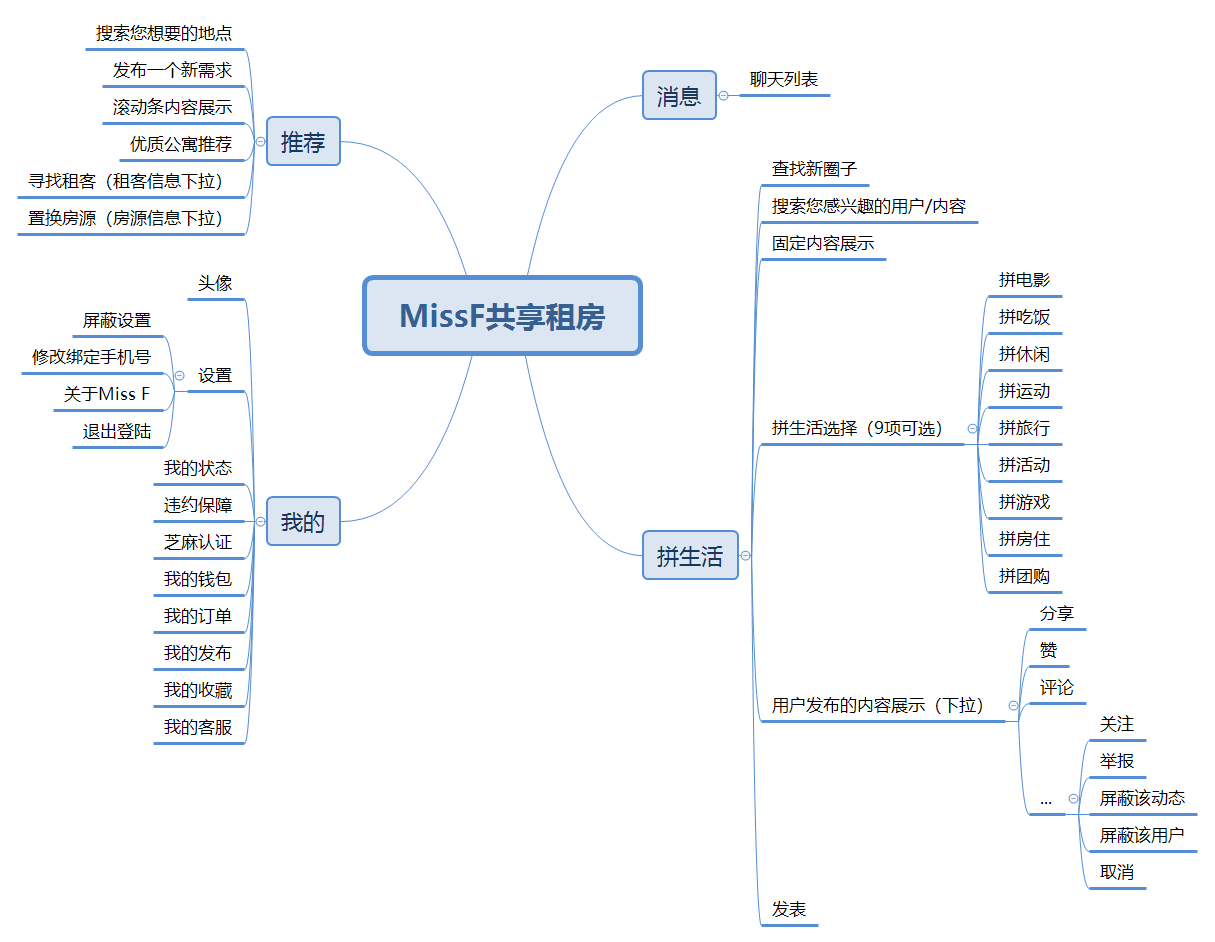 MissF共享租房
推荐
搜索您想要的地点
发布一个新需求
滚动条内容展示
优质公寓推荐
寻找租客（租客信息下拉）
置换房源（房源信息下拉）
我的
头像
设置
屏蔽设置
修改绑定手机号
关于Miss F
退出登陆
我的状态
违约保障
芝麻认证
我的钱包
我的订单
我的发布
我的收藏
我的客服
消息
聊天列表
拼生活
查找新圈子
搜索您感兴趣的用户/内容
固定内容展示
拼生活选择（9项可选）
拼电影
拼吃饭
拼休闲
拼运动
拼旅行
拼活动
拼游戏
拼房住
拼团购
用户发布的内容展示（下拉）
分享
赞
评论
...
关注
举报
屏蔽该动态
屏蔽该用户
取消
发表